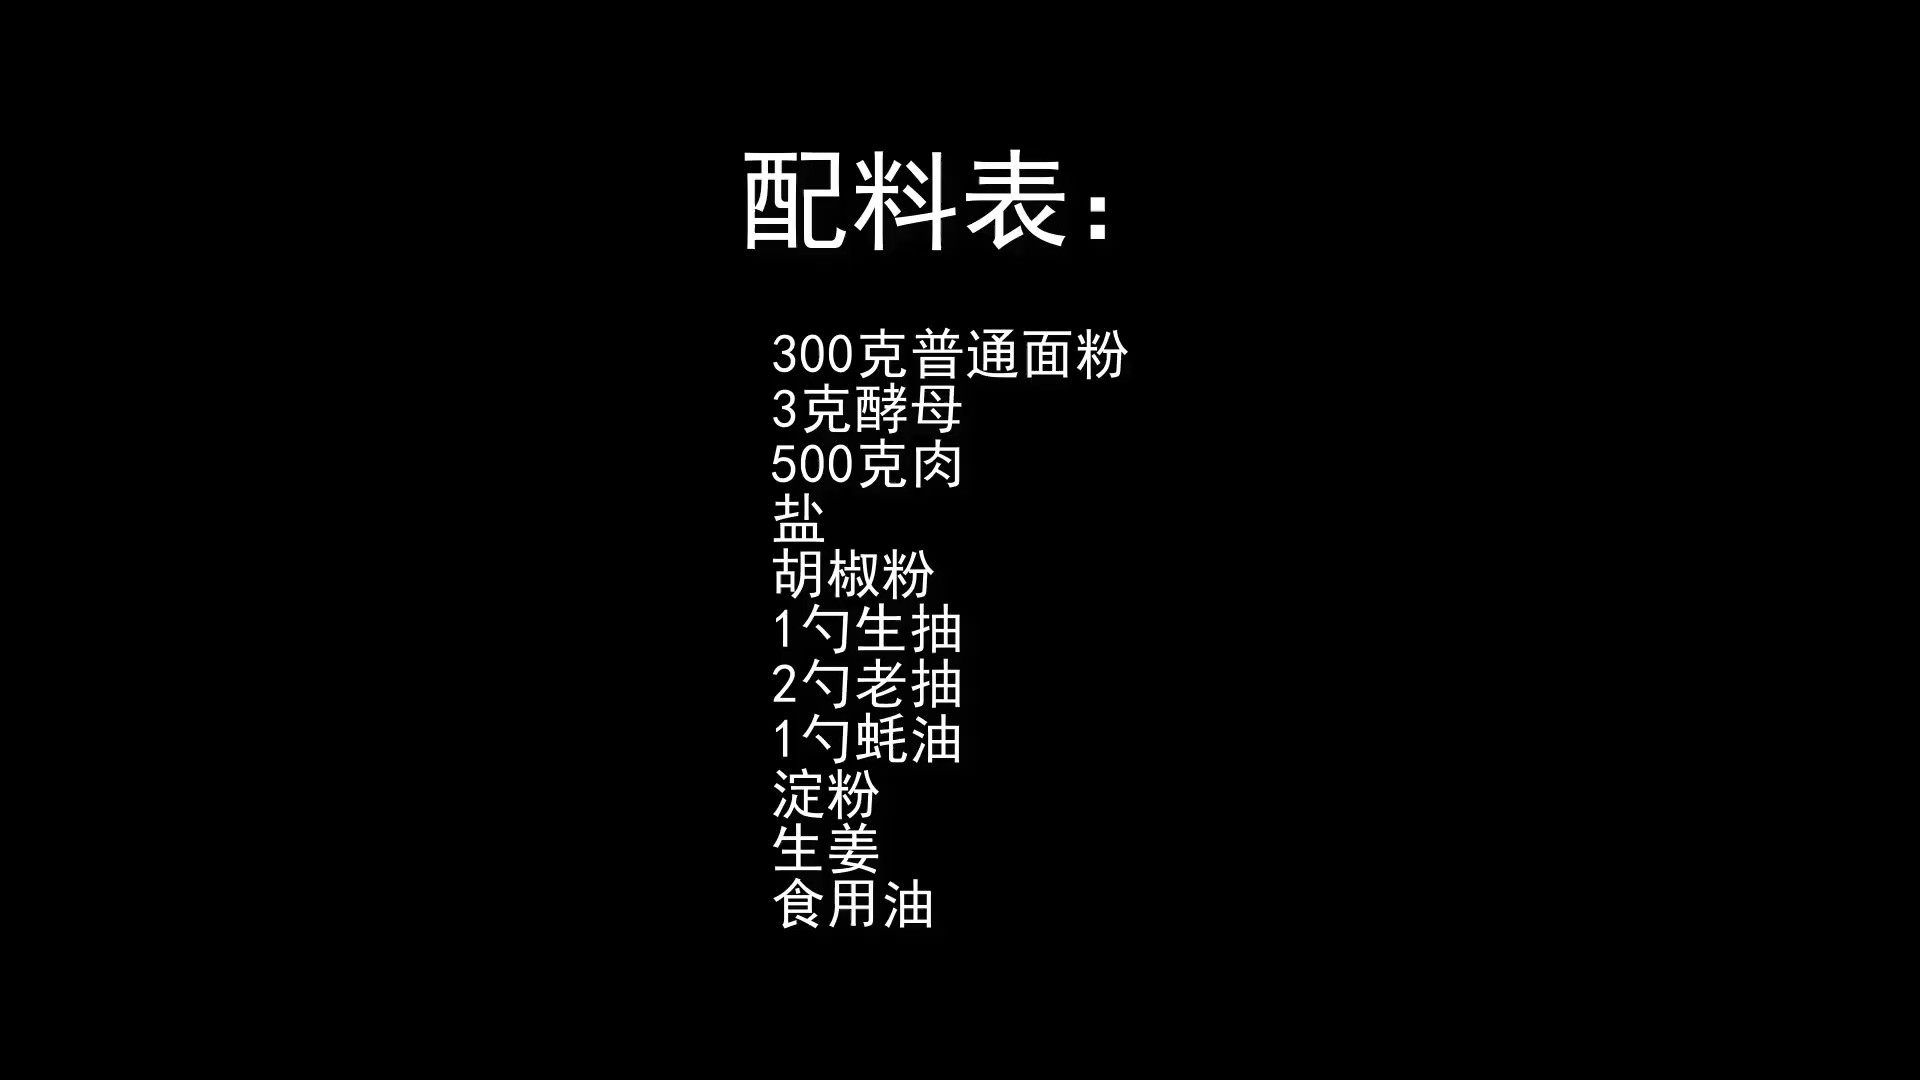 配料表：
300克普通面粉
3克酵母
500克肉
盐
胡椒粉
1勺生抽
2勺老抽
1勺蚝油
淀粉
生姜
食用油